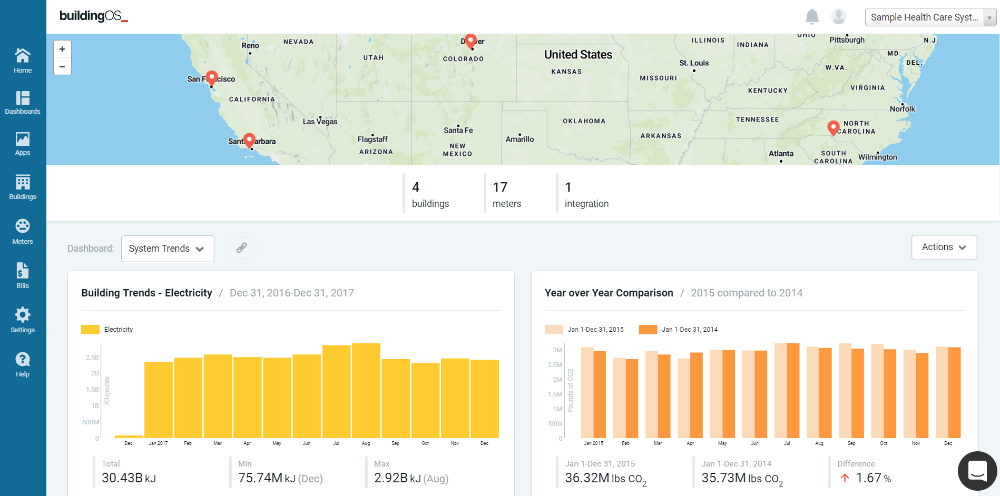 buildingOS_
Sample Health Care Syst...
Home
Dashboards
Apps
Buildings
Meters
Bills
Settings
Help
+
−
Reno
NEVADA
UTAH
COLORADO
United States
KANSAS
ILLINOIS
INDIANA
OHIO
Pittsburgh
N.J.
MD.
DEL.
St. Louis
W.VA.
MISSOURI
KENTUCKY
VIRGINIA
CALIFORNIA
Norfolk
Las Vegas
Santa Fe
OKLAHOMA
TENNESSEE
NORTH
CAROLINA
Flagstaff
ARIZONA
NEW
MEXICO
Amarillo
ARKANSAS
Atlanta
SOUTH
CAROLINA
Wilmington
4
buildings
17
meters
1
integration
Dashboard:
System Trends
Actions
Building Trends - Electricity / Dec 31, 2016-Dec 31, 2017
Electricity
2.5B
2B
1.5B
1B
500M
0
Kilojoules
Dec Jan 2017 Feb Mar Apr May Jun Jul Aug Sep Oct Nov Dec
Total
30.43B kJ
Min
75.74M kJ (Dec)
Max
2.92B kJ (Aug)
Year over Year Comparison / 2015 compared to 2014
Jan 1-Dec 31, 2015
Jan 1-Dec 31, 2014
3M
2.5M
2M
1.5M
1M
500k
0
Pounds of CO2
Jan 2015 Feb Mar Apr May Jun Jul Aug Sep Oct Nov Dec
Jan 1-Dec 31, 2015
36.32M lbs CO2
Jan 1-Dec 31, 2014
35.73M lbs CO2
Difference
↑ 1.67 %